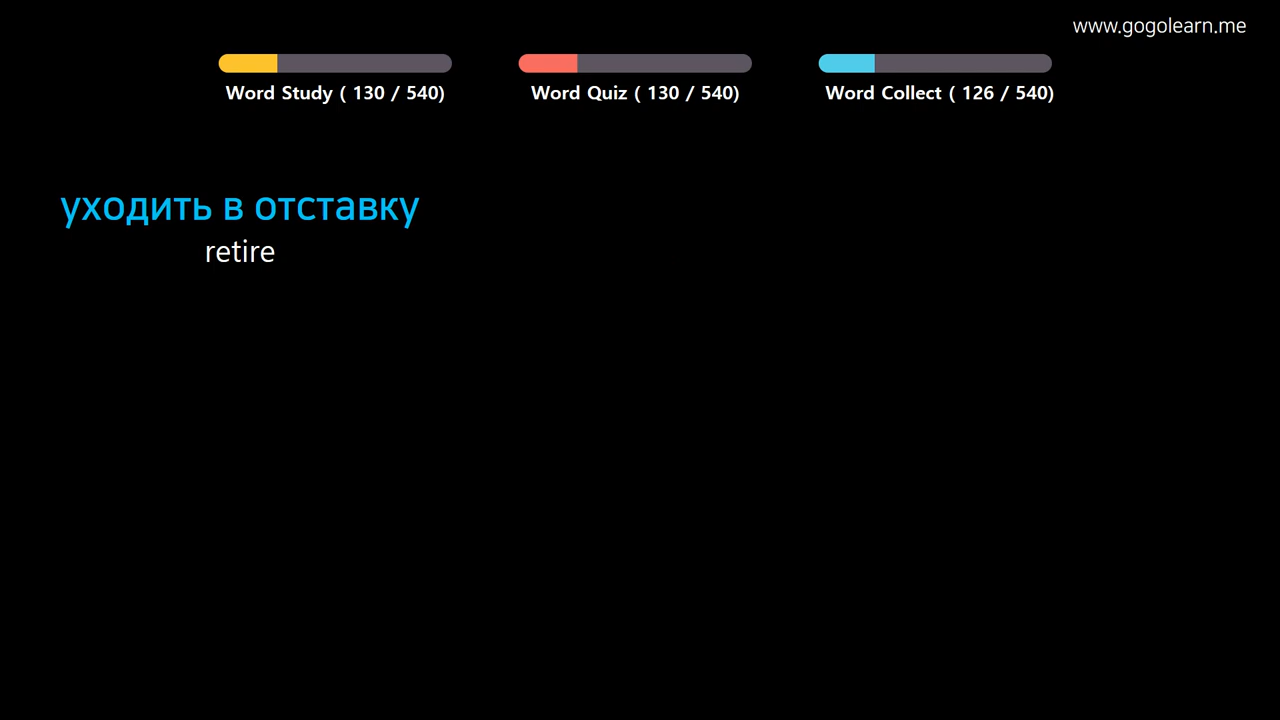 www.gogolearn.me
Word Study ( 130 / 540)
Word Quiz ( 130 / 540)
Word Collect ( 126 / 540)
уходить в отставку
retire